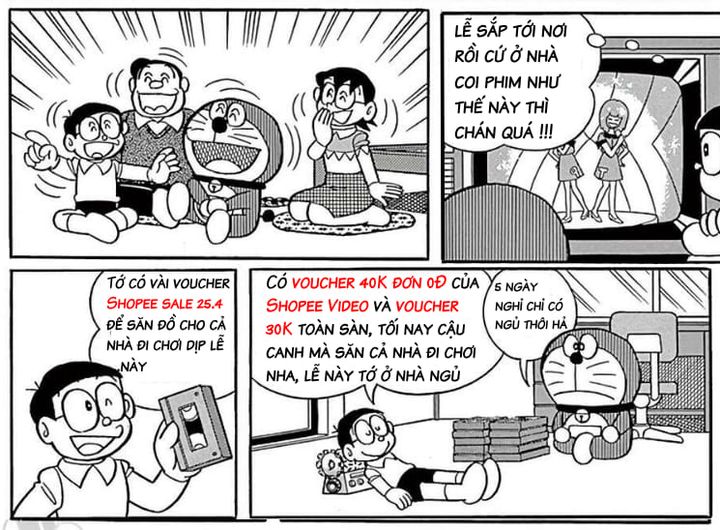 LỄ SẮP TỚI NƠI
RỒI CỨ Ở NHÀ
COI PHIM NHƯ
THẾ NÀY THÌ
CHÁN QUÁ !!!
TỚ CÓ VÀI VOUCHER
SHOPEE SALE 25.4
ĐỂ SĂN ĐỒ CHO CẢ
NHÀ ĐI CHƠI DỊP LỄ
NÀY
CÓ VOUCHER 40K ĐƠN 0Đ CỦA
SHOPEE VIDEO VÀ VOUCHER
30K TOÀN SÀN, TỐI NAY CẬU
CANH MÀ SĂN CẢ NHÀ ĐI CHƠI
NHA, LỄ NÀY TỚ Ở NHÀ NGỦ
5 NGÀY
NGHỈ CHỈ CÓ
NGỦ THÔI HẢ